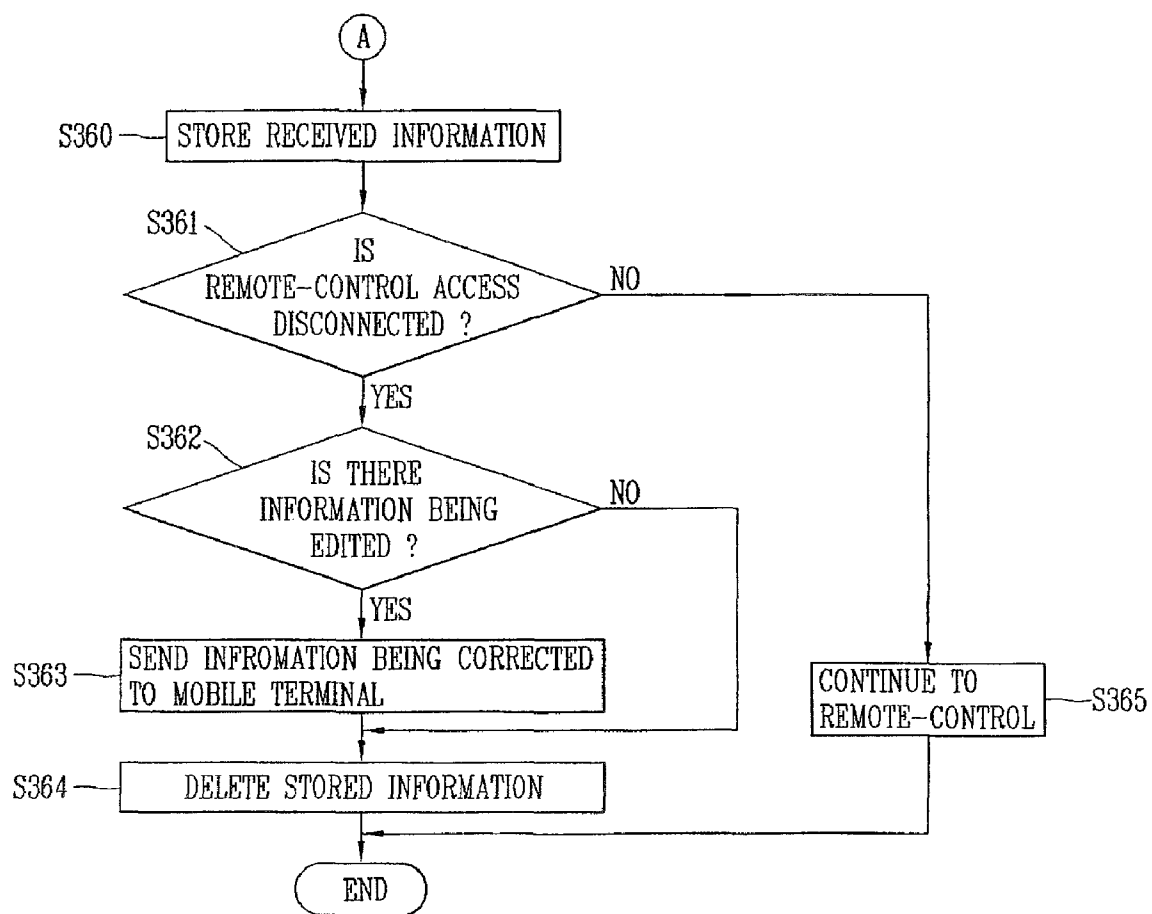 A
S360
STORE RECEIVED INFORMATION
S361
IS
REMOTE-CONTROL ACCESS
DISCONNECTED ?
NO
YES
S362
IS THERE
INFORMATION BEING
EDITED ?
NO
YES
S363
SEND INFROMATION BEING CORRECTED
TO MOBILE TERMINAL
CONTINUE TO
REMOTE-CONTROL
S365
S364
DELETE STORED INFORMATION
END